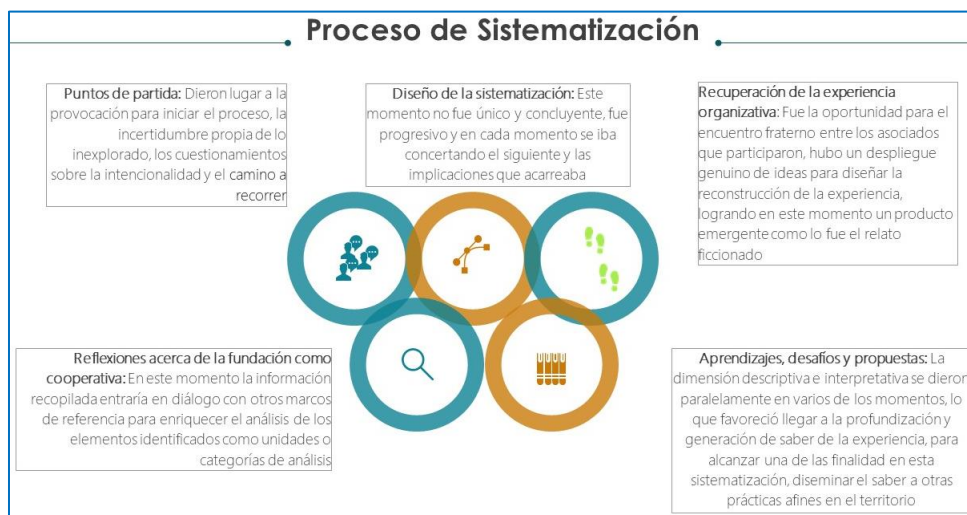 Proceso de Sistematización
Puntos de partida: Dieron lugar a la
provocación para iniciar el proceso, la
incertidumbre propia de lo
inexplorado, los cuestionamientos
sobre la intencionalidad y el camino a
recorrer
Diseño de la sistematización: Este
momento no fue único y concluyente, fue
progresivo y en cada momento se iba
concertando el siguiente y las
implicaciones que acarreaba
Recuperación de la experiencia
organizativa: Fue la oportunidad para el
encuentro fraterno entre los asociados
que participaron, hubo un despliegue
genuino de ideas para diseñar la
reconstrucción de la experiencia,
logrando en este momento un producto
emergente como lo fue el relato
ficcionado
Reflexiones acerca de la fundación como
cooperativa: En este momento la información
recopilada entraría en diálogo con otros marcos
de referencia para enriquecer el análisis de los
elementos identificados como unidades o
categorías de análisis
Aprendizajes, desafíos y propuestas: La
dimensión descriptiva e interpretativa se dieron
paralelamente en varios de los momentos, lo
que favoreció llegar a la profundización y
generación de saber de la experiencia, para
alcanzar una de las finalidad en esta
sistematización, diseminar el saber a otras
prácticas afines en el territorio